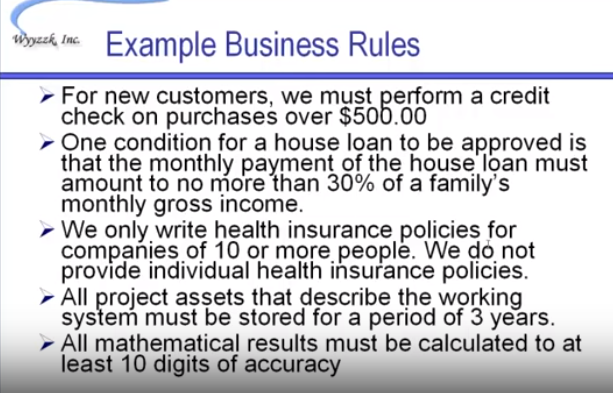 Wyyzzk, Inc.
Example Business Rules
For new customers, we must perform a credit
check on purchases over $500.00
One condition for a house loan to be approved is
that the monthly payment of the house loan must
amount to no more than 30% of a family's
monthly gross income.
We only write health insurance policies for
companies of 10 or more people. We do not
provide individual health insurance policies.
All project assets that describe the working
system must be stored for a period of 3 years.
All mathematical results must be calculated to at
least 10 digits of accuracy